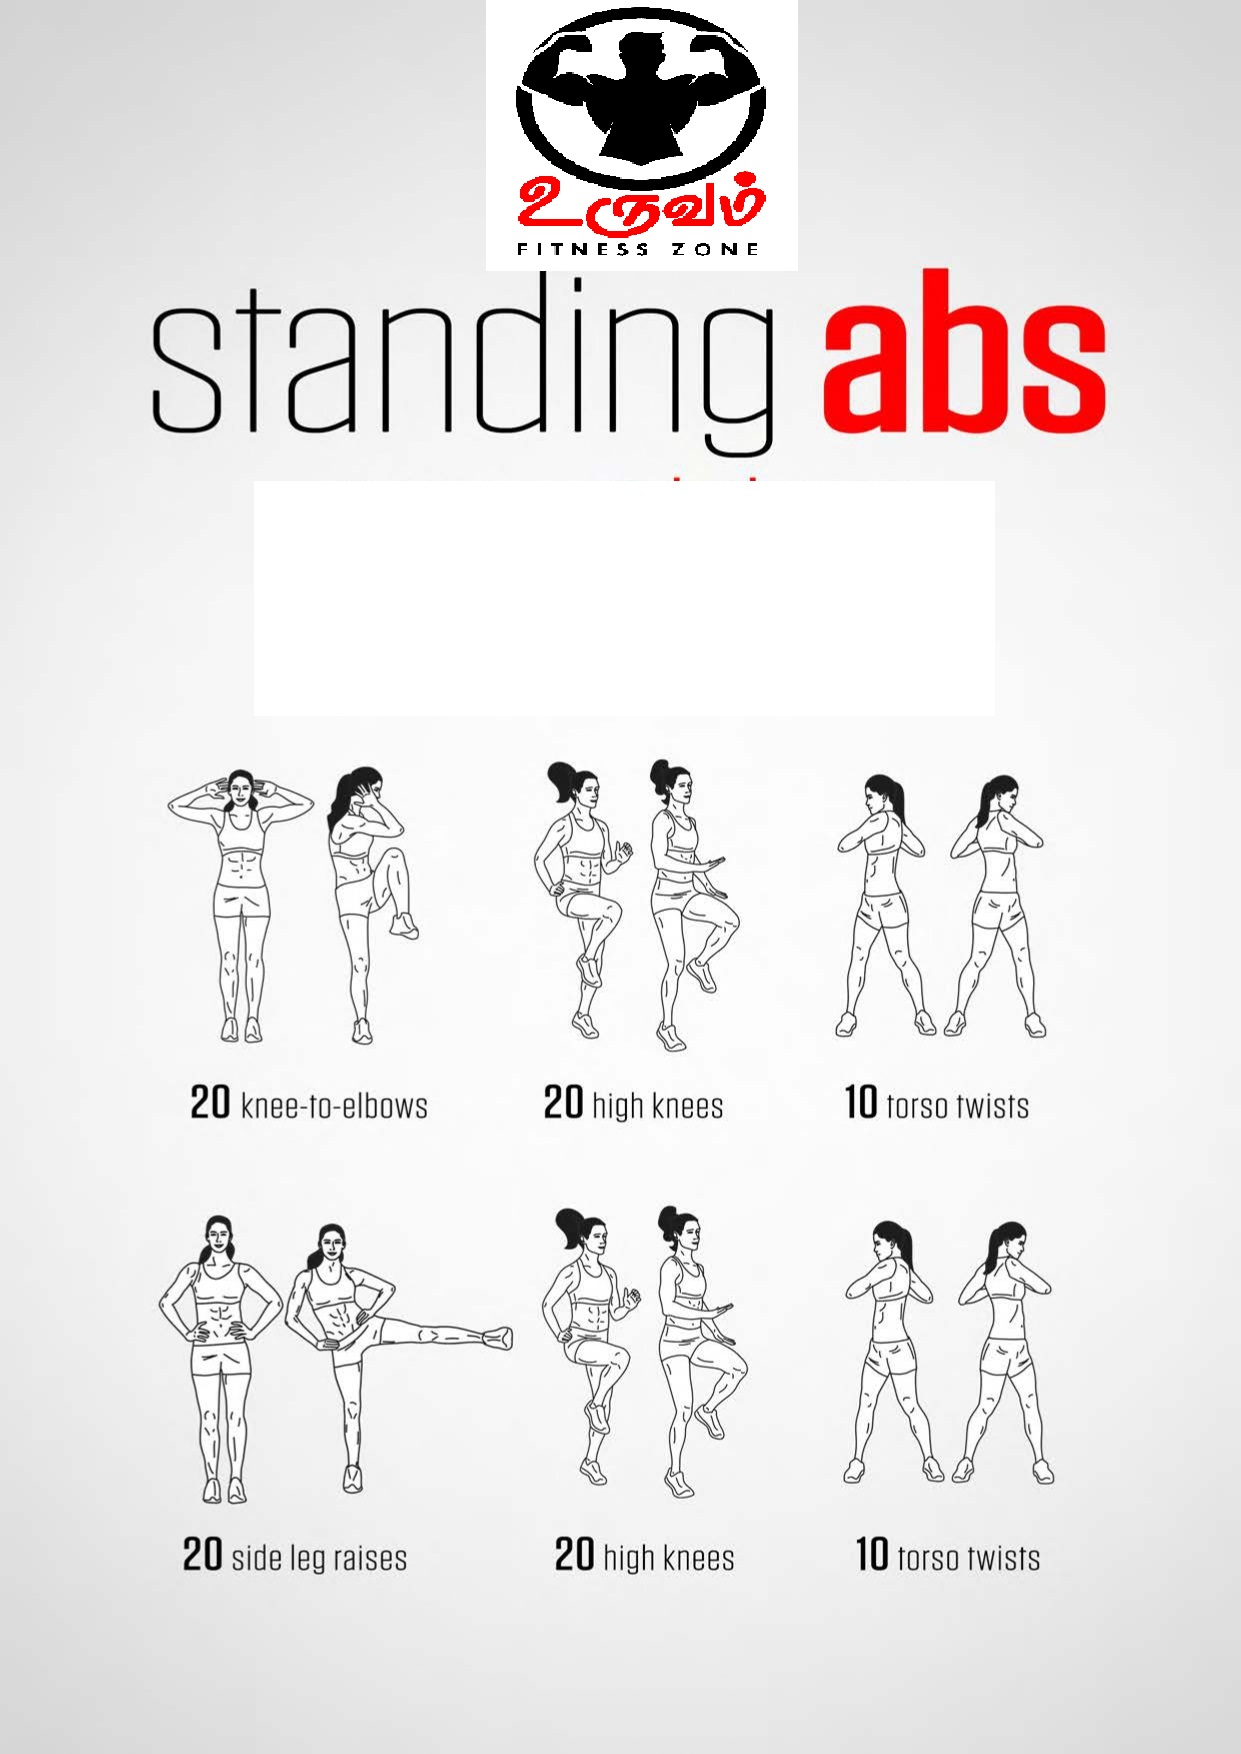 உருவம்
FITNESS ZONE
standing abs
20 knee-to-elbows
20 high knees
10 torso twists
20 side leg raises
20 high knees
10 torso twists